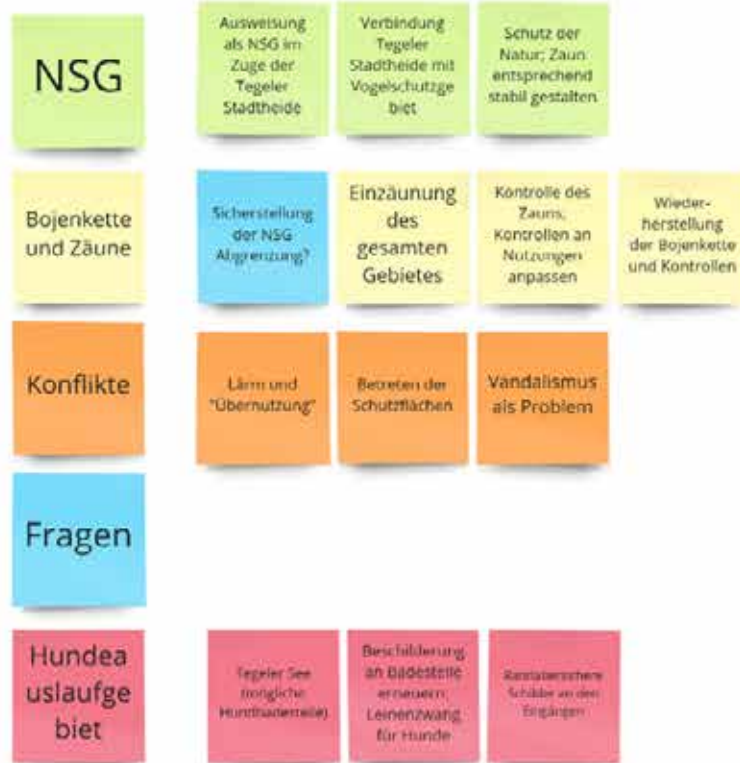 NSG
Ausweisung
als NSG im
Zuge der
Tegeler
Stadtheide
Verbindung
Tegeler
Stadtheide mit
Vogelschutzge
biet
Schutz der
Natur; Zaun
entsprechend
stabil gestalten
Bojenkette
und Zäune
Sicherstellung
der NSG
Abgrenzung?
Einzäunung
des
gesamten
Gebietes
Kontrolle des
Zauns,
Kontrollen an
Nutzungen
anpassen
Wieder-
herstellung
der Bojenkette
und Kontrollen
Konflikte
Lärm und
"Übernutzung"
Betreten der
Schutzflächen
Vandalismus
als Problem
Fragen
Hundea
uslaufge
biet
Tegeler See
(mögliche
Beschilderung
an Badestelle
erneuern;
Leinenzwang
für Hunde
Schilder an den
Eingängen